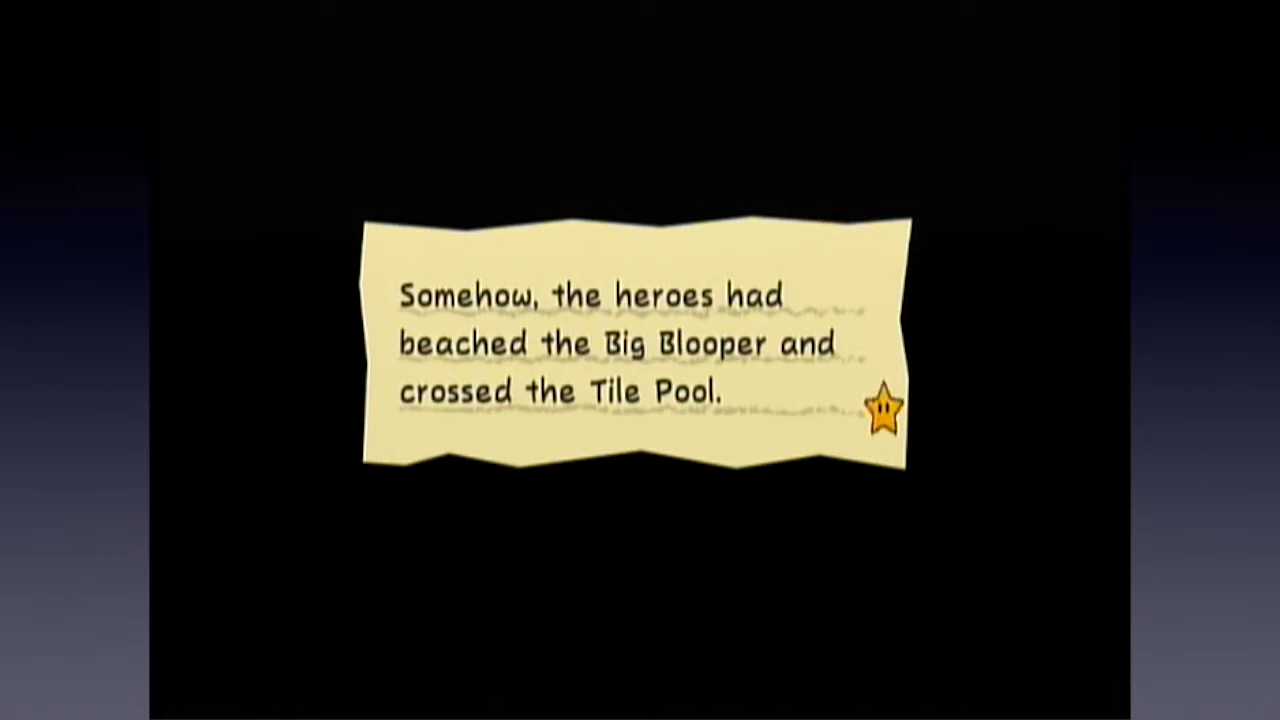 Somehow, the heroes had
beached the Big Blooper and
crossed the Tile Pool.